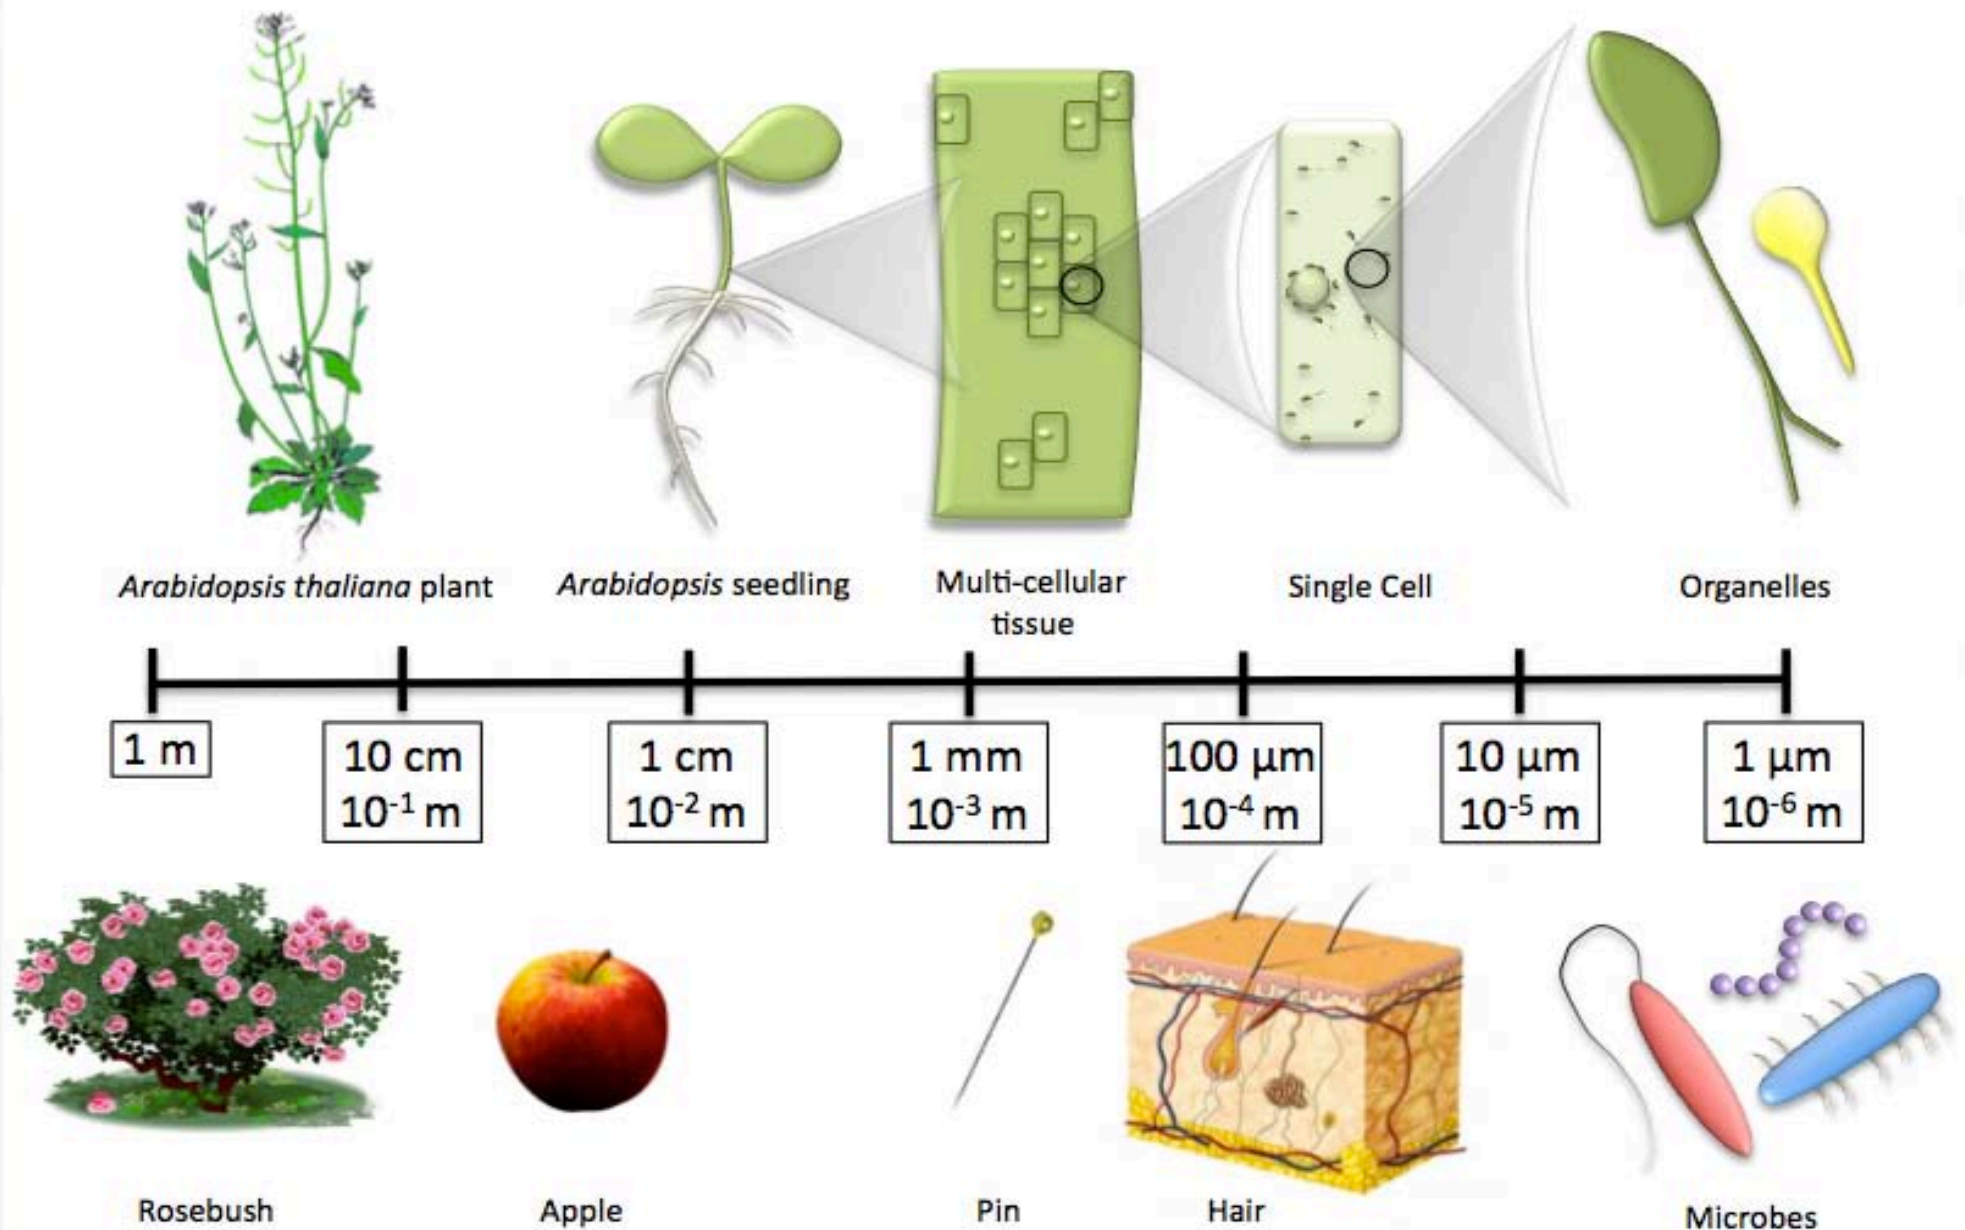 Arabidopsis thaliana plant
Arabidopsis seedling
Multi-cellular
tissue
Single Cell
Organelles
1 m
10 cm
10⁻¹ m
1 cm
10⁻² m
1 mm
10⁻³ m
100 µm
10⁻⁴ m
10 µm
10⁻⁵ m
1 µm
10⁻⁶ m
Rosebush
Apple
Pin
Hair
Microbes